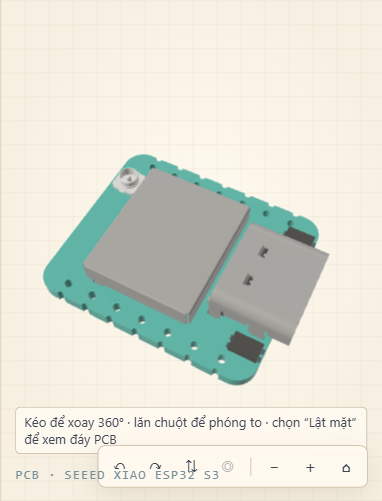 Kéo để xoay 360° · lăn chuột để phóng to · chọn “Lật mặt”
để xem đáy PCB
PCB · SEEED XIAO ESP32 S3